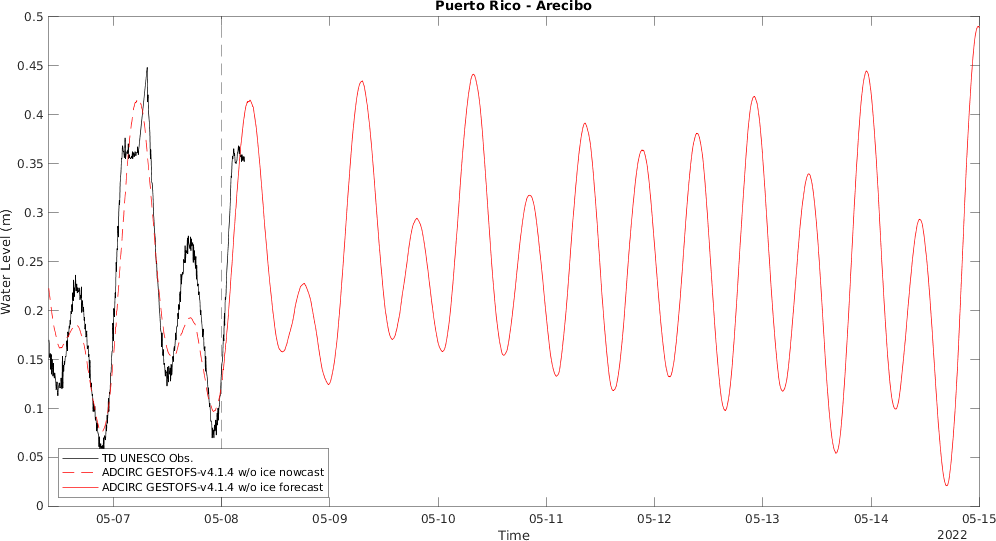 Puerto Rico - Arecibo
0.5
0.45
0.4
0.35
0.3
0.25
0.2
0.15
0.1
0.05
0
Water Level (m)
TD UNESCO Obs.
ADCIRC GESTOFS-v4.1.4 w/o ice nowcast
ADCIRC GESTOFS-v4.1.4 w/o ice forecast
05-07 05-08 05-09 05-10 05-11 05-12 05-13 05-14 05-15
Time
2022